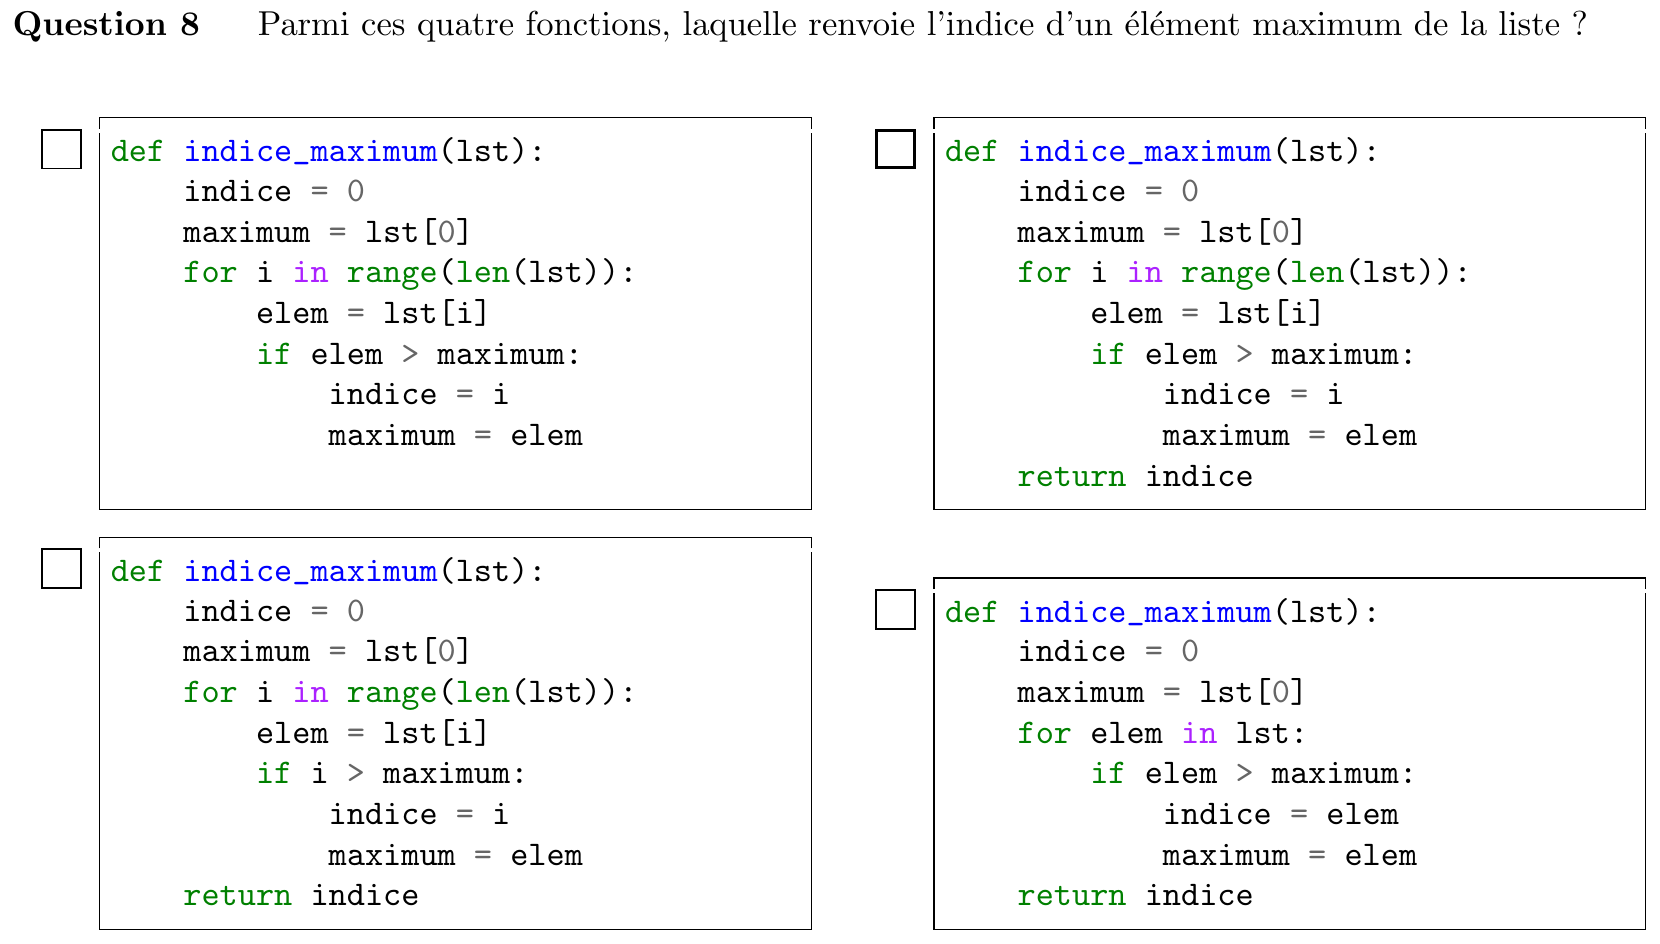 Question 8 Parmi ces quatre fonctions, laquelle renvoie l'indice d'un élément maximum de la liste ?
def indice_maximum(lst):
    indice = 0
    maximum = lst[0]
    for i in range(len(lst)):
        elem = lst[i]
        if elem > maximum:
            indice = i
            maximum = elem
def indice_maximum(lst):
    indice = 0
    maximum = lst[0]
    for i in range(len(lst)):
        elem = lst[i]
        if elem > maximum:
            indice = i
            maximum = elem
    return indice
def indice_maximum(lst):
    indice = 0
    maximum = lst[0]
    for i in range(len(lst)):
        elem = lst[i]
        if i > maximum:
            indice = i
            maximum = elem
    return indice
def indice_maximum(lst):
    indice = 0
    maximum = lst[0]
    for elem in lst:
        if elem > maximum:
            indice = elem
            maximum = elem
    return indice